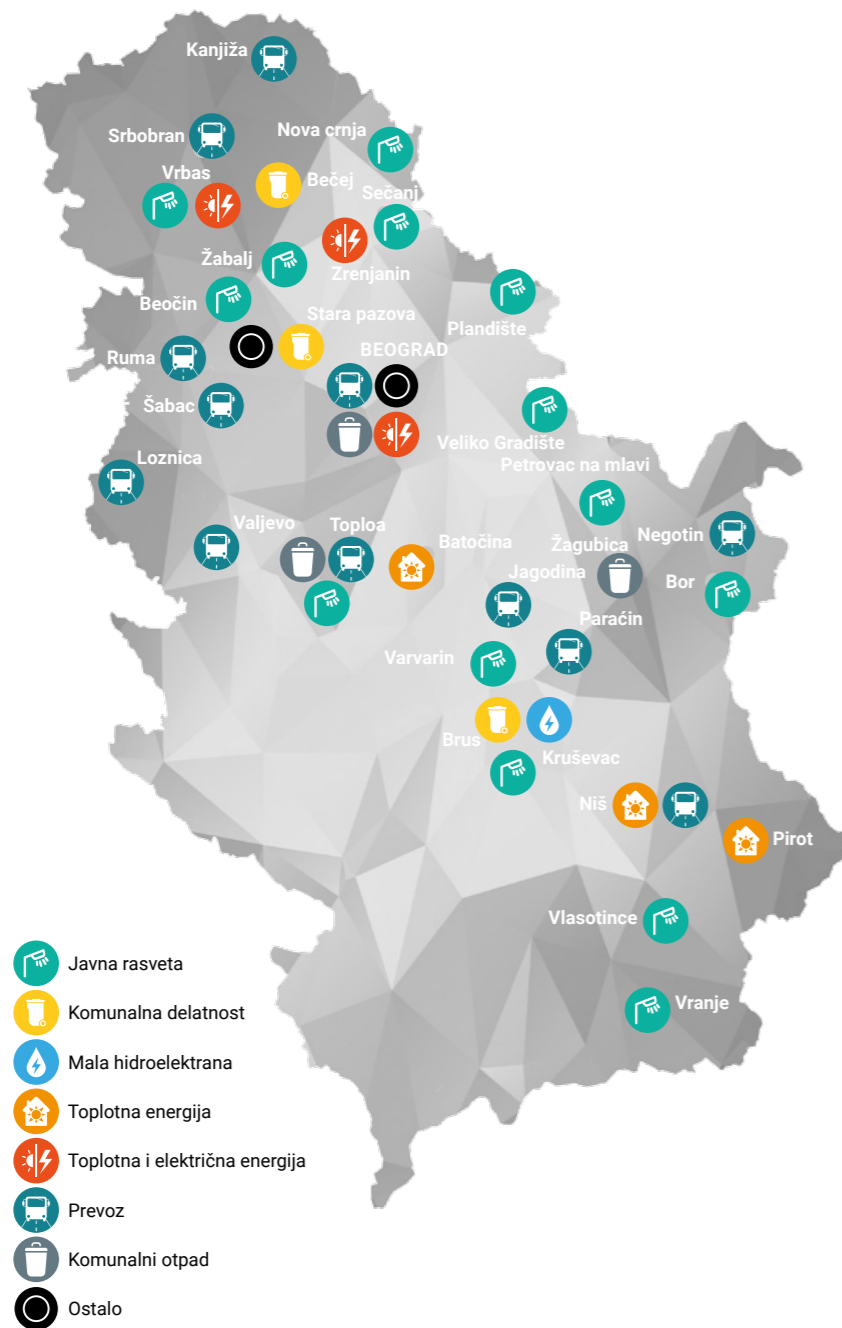 Kanjiža
Srbobran
Nova crnja
Vrbas
Bečej
Sečanj
Žabalj
Zrenjanin
Beočin
Stara pazova
Plandište
Ruma
BEOGRAD
Šabac
Veliko Gradište
Loznica
Petrovac na mlavi
Valjevo
Toploa
Batočina
Žagubica
Negotin
Jagodina
Bor
Paraćin
Varvarin
Brus
Kruševac
Niš
Pirot
Vlasotince
Vranje
Javna rasveta
Komunalna delatnost
Mala hidroelektrana
Toplotna energija
Toplotna i električna energija
Prevoz
Komunalni otpad
Ostalo